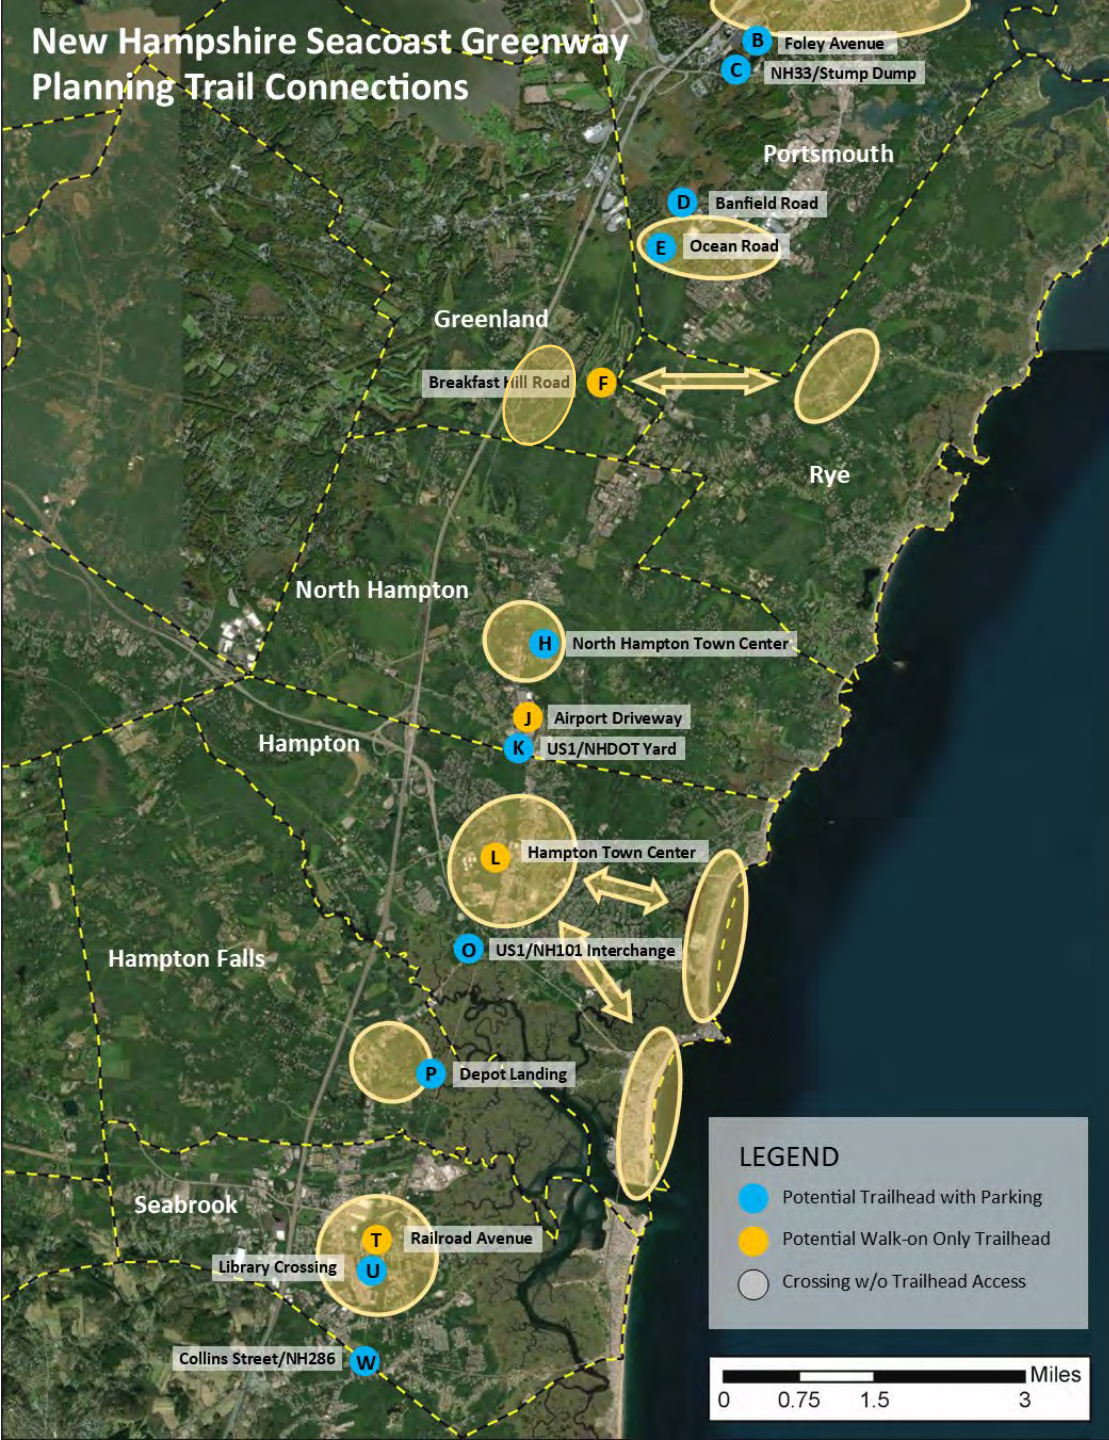 New Hampshire Seacoast Greenway
Planning Trail Connections
B Foley Avenue
C NH33/Stump Dump
Portsmouth
D Banfield Road
E Ocean Road
Greenland
Breakfast Hill Road F
Rye
North Hampton
H North Hampton Town Center
J Airport Driveway
K US1/NHDOT Yard
Hampton
L Hampton Town Center
O US1/NH101 Interchange
Hampton Falls
P Depot Landing
Seabrook
T Railroad Avenue
Library Crossing U
Collins Street/NH286 W
LEGEND
Potential Trailhead with Parking
Potential Walk-on Only Trailhead
Crossing w/o Trailhead Access
Miles
0 0.75 1.5 3